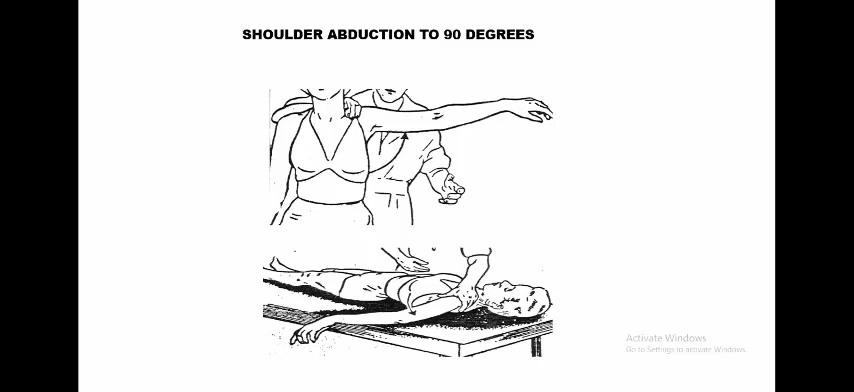 SHOULDER ABDUCTION TO 90 DEGREES
Activate Windows
Go to Settings to activate Windows.